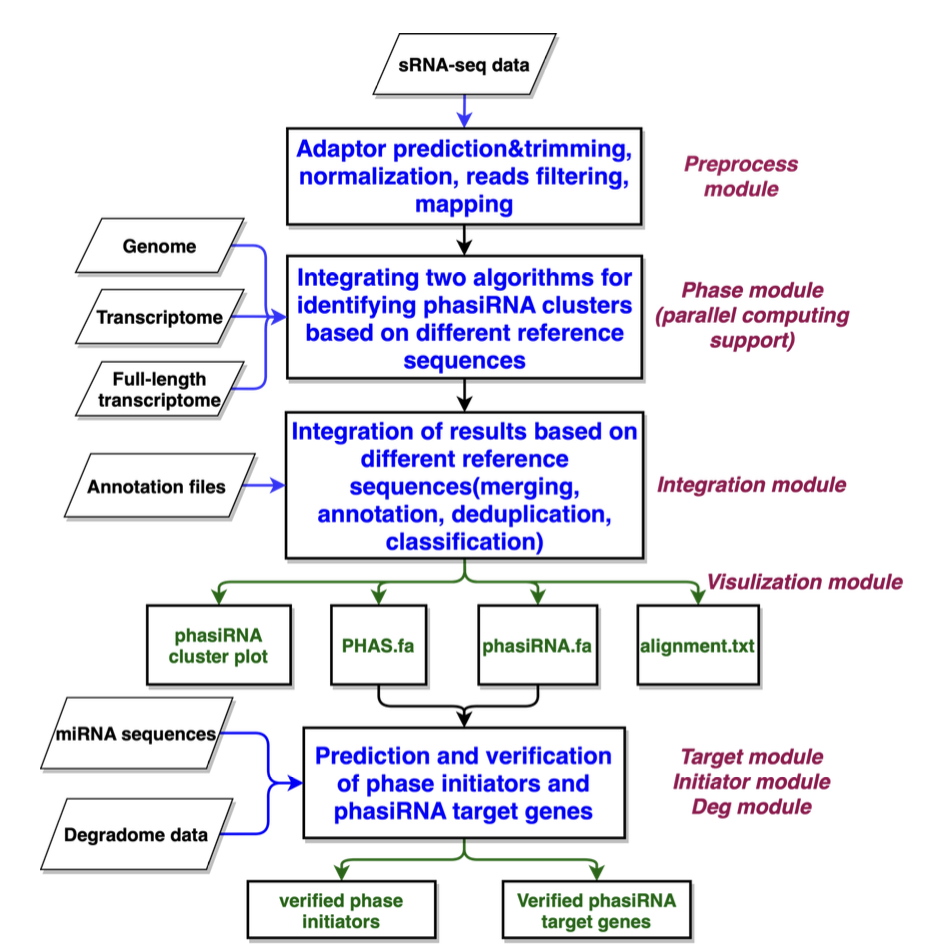 sRNA-seq data
Adaptor prediction&trimming,
normalization, reads filtering,
mapping
Preprocess
module
Genome
Transcriptome
Full-length
transcriptome
Integrating two algorithms for
identifying phasiRNA clusters
based on different reference
sequences
Phase module
(parallel computing
support)
Annotation files
Integration of results based on
different reference
sequences(merging,
annotation, deduplication,
classification)
Integration module
Visulization module
phasiRNA
cluster plot
PHAS.fa
phasiRNA.fa
alignment.txt
miRNA sequences
Degradome data
Prediction and verification
of phase initiators and
phasiRNA target genes
Target module
Initiator module
Deg module
verified phase
initiators
Verified phasiRNA
target genes